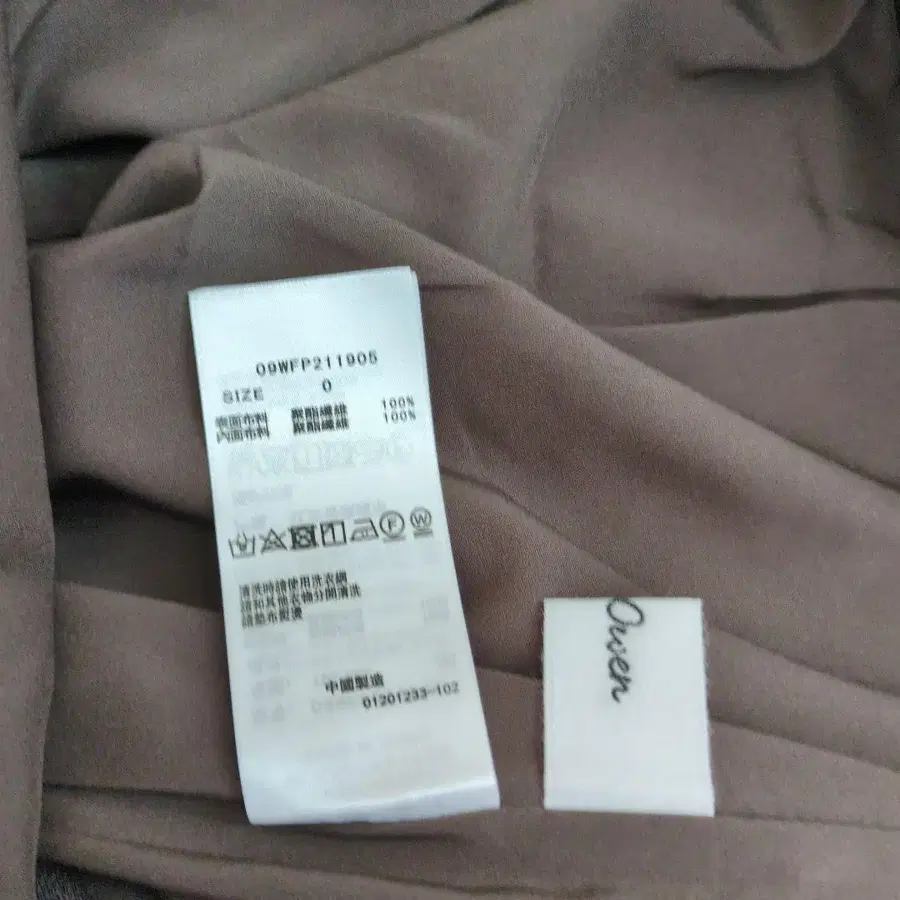 09WFP211905
SIZE 0
表面布料 聚酯纖維 100%
內面布料 聚酯纖維 100%
F W
清洗時請使用洗衣網
請和其他衣物分開清洗
請墊布熨燙
中國製造
01201233-102
Owen